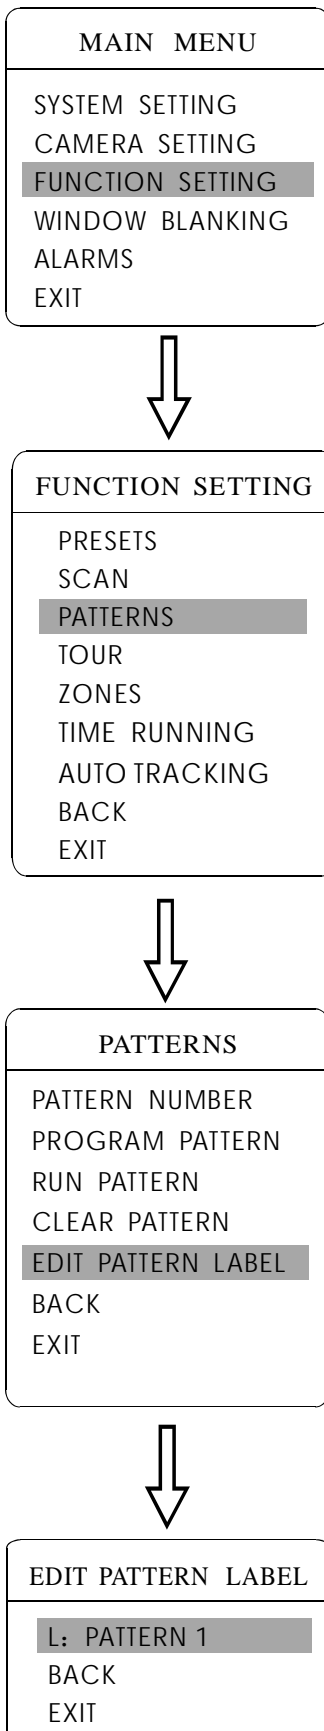 MAIN MENU
SYSTEM SETTING
CAMERA SETTING
FUNCTION SETTING
WINDOW BLANKING
ALARMS
EXIT
FUNCTION SETTING
PRESETS
SCAN
PATTERNS
TOUR
ZONES
TIME RUNNING
AUTO TRACKING
BACK
EXIT
PATTERNS
PATTERN NUMBER
PROGRAM PATTERN
RUN PATTERN
CLEAR PATTERN
EDIT PATTERN LABEL
BACK
EXIT
EDIT PATTERN LABEL
L: PATTERN 1
BACK
EXIT